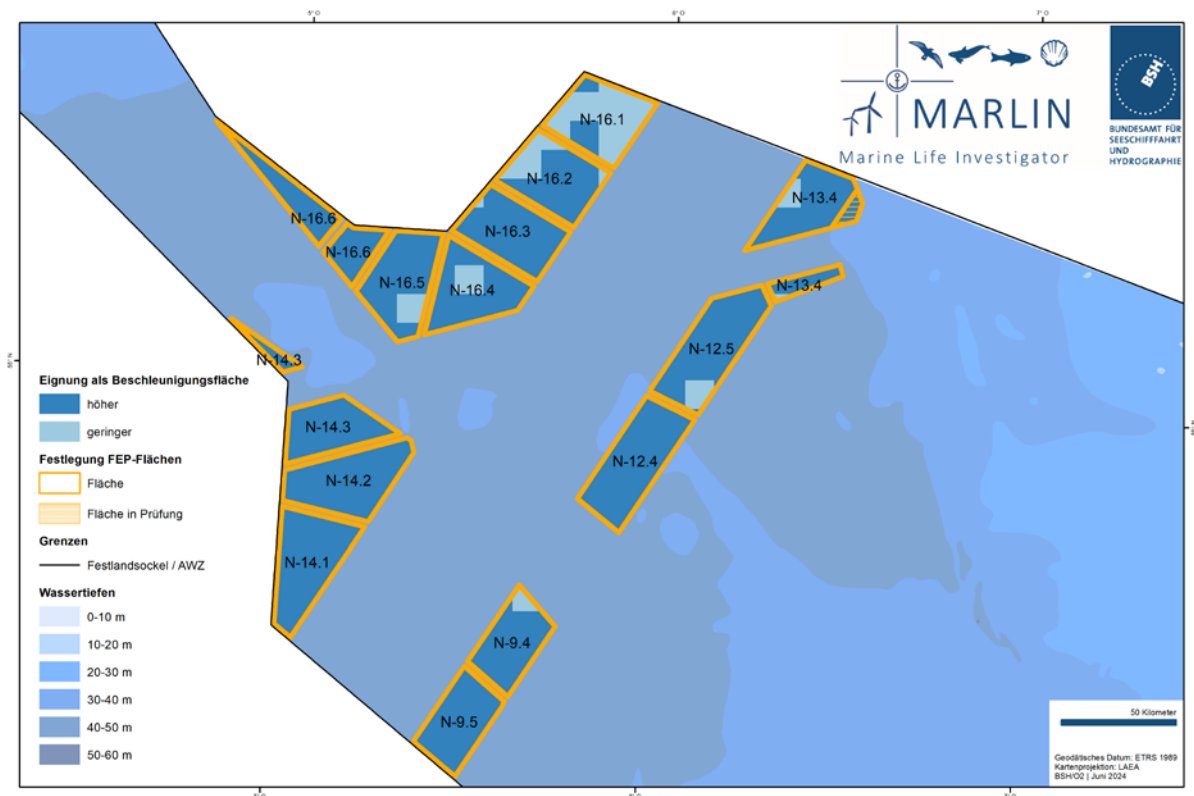 5° O
6° O
7° O
MARLIN
Marine Life Investigator
BSH
BUNDESAMT FÜR
SEESCHIFFFAHRT
UND
HYDROGRAPHIE
N-16.1
N-16.2
N-13.4
N-16.6
N-16.3
N-16.6
N-16.5
N-16.4
N-13.4
N-12.5
N-14.3
55° N
N-14.3
N-12.4
N-14.2
N-14.1
N-9.4
N-9.5
Eignung als Beschleunigungsfläche
höher
geringer
Festlegung FEP-Flächen
Fläche
Fläche in Prüfung
Grenzen
Festlandsockel / AWZ
Wassertiefen
0-10 m
10-20 m
20-30 m
30-40 m
40-50 m
50-60 m
50 Kilometer
Geodätisches Datum: ETRS 1989
Kartenprojektion: LAEA
BSH/O2 | Juni 2024